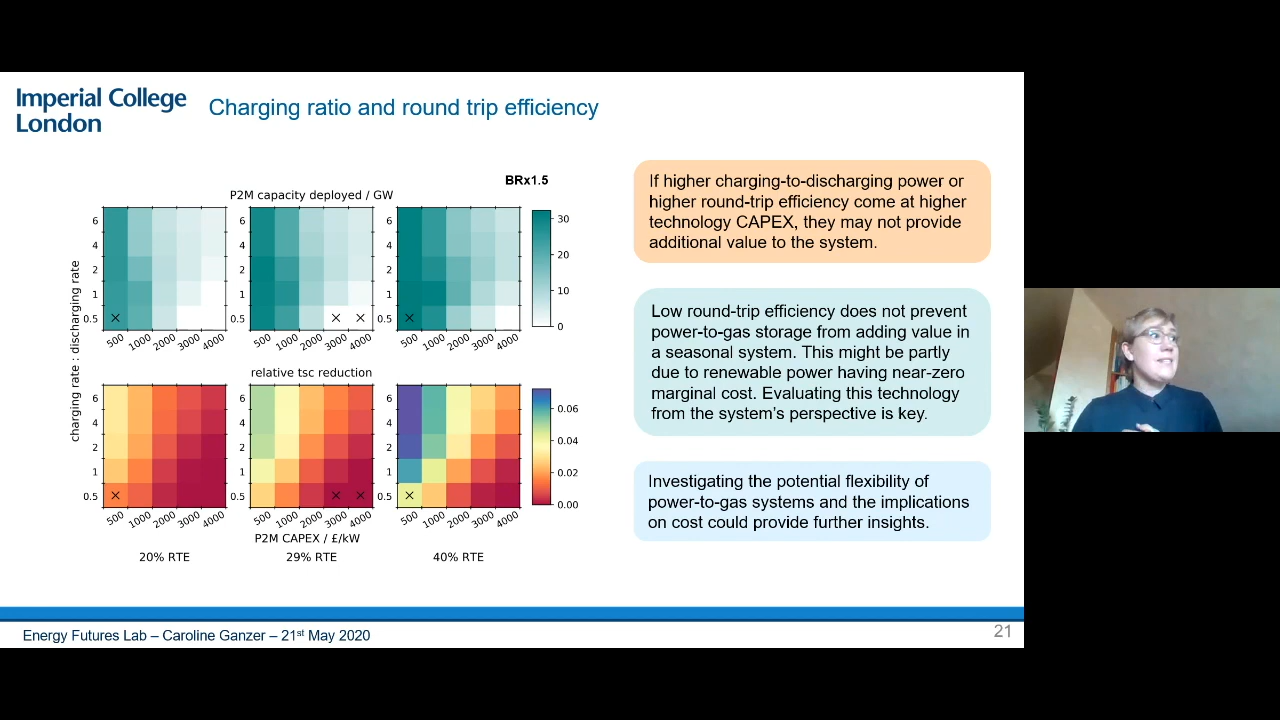 Imperial College
London
Charging ratio and round trip efficiency
BRx1.5
P2M capacity deployed / GW
charging rate : discharging rate
6
4
2
1
0.5
500 1000 2000 3000 4000
6
4
2
1
0.5
500 1000 2000 3000 4000
6
4
2
1
0.5
500 1000 2000 3000 4000
30
20
10
0
relative tsc reduction
6
4
2
1
0.5
500 1000 2000 3000 4000
6
4
2
1
0.5
500 1000 2000 3000 4000
6
4
2
1
0.5
500 1000 2000 3000 4000
0.06
0.04
0.02
0.00
P2M CAPEX / £/kW
20% RTE
29% RTE
40% RTE
If higher charging-to-discharging power or
higher round-trip efficiency come at higher
technology CAPEX, they may not provide
additional value to the system.
Low round-trip efficiency does not prevent
power-to-gas storage from adding value in
a seasonal system. This might be partly
due to renewable power having near-zero
marginal cost. Evaluating this technology
from the system's perspective is key.
Investigating the potential flexibility of
power-to-gas systems and the implications
on cost could provide further insights.
Energy Futures Lab – Caroline Ganzer – 21st May 2020
21